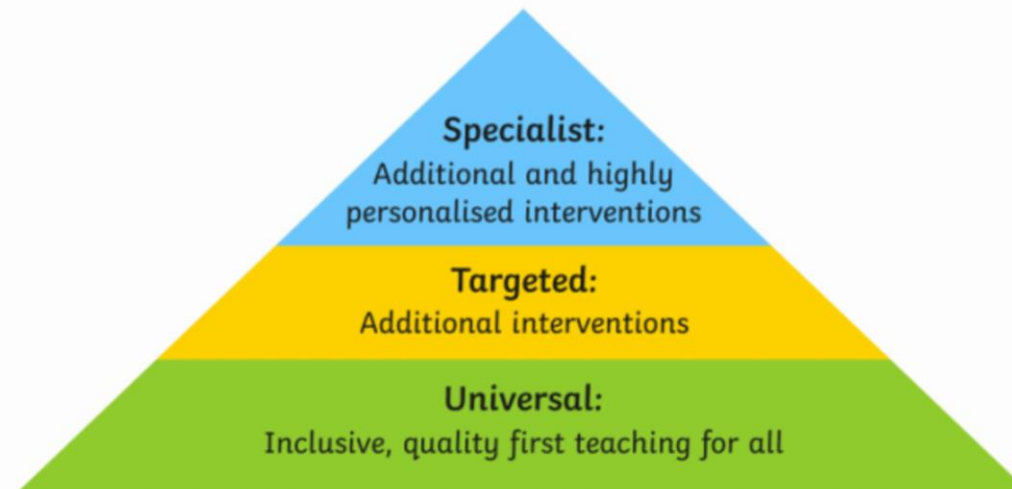 Specialist:
Additional and highly
personalised interventions
Targeted:
Additional interventions
Universal:
Inclusive, quality first teaching for all